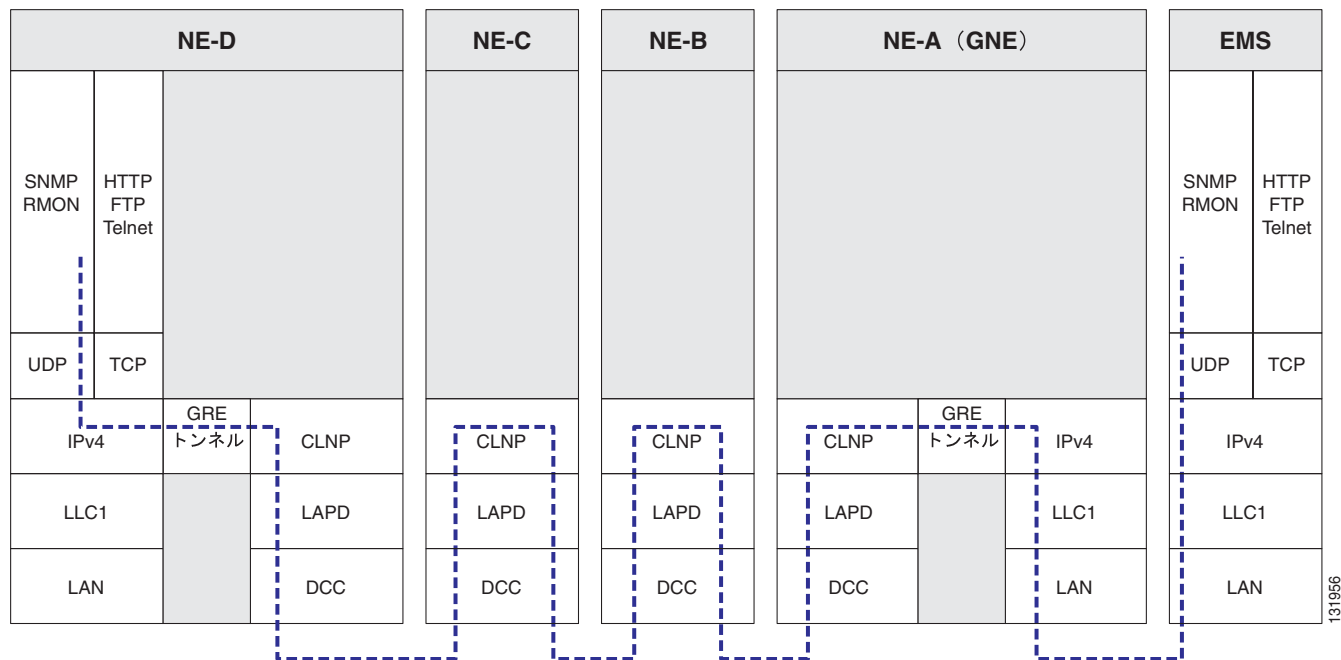 NE-D
NE-C
NE-B
NE-A（GNE）
EMS
SNMP
RMON
HTTP
FTP
Telnet
SNMP
RMON
HTTP
FTP
Telnet
UDP
TCP
UDP
TCP
IPv4
GRE
トンネル
CLNP
CLNP
CLNP
CLNP
GRE
トンネル
IPv4
IPv4
LLC1
LAPD
LAPD
LAPD
LAPD
LLC1
LLC1
LAN
DCC
DCC
DCC
DCC
LAN
LAN
131956